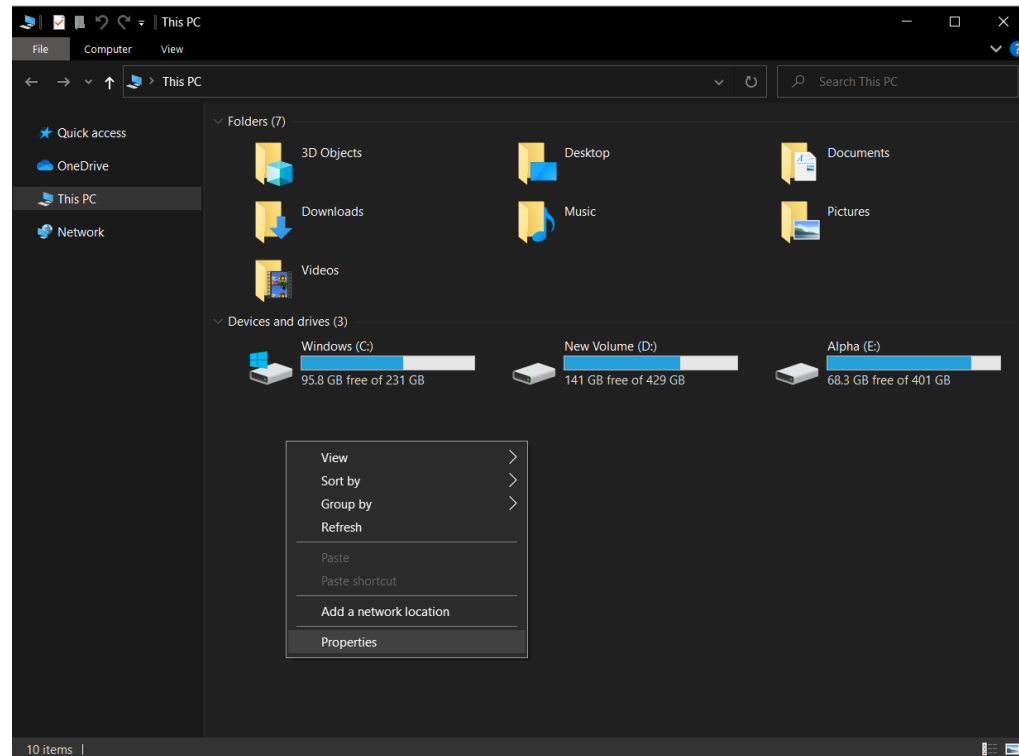 This PC
File Computer View
This PC
Search This PC
Quick access
OneDrive
This PC
Network
Folders (7)
3D Objects
Desktop
Documents
Downloads
Music
Pictures
Videos
Devices and drives (3)
Windows (C:)
95.8 GB free of 231 GB
New Volume (D:)
141 GB free of 429 GB
Alpha (E:)
68.3 GB free of 401 GB
View
Sort by
Group by
Refresh
Paste
Paste shortcut
Add a network location
Properties
10 items